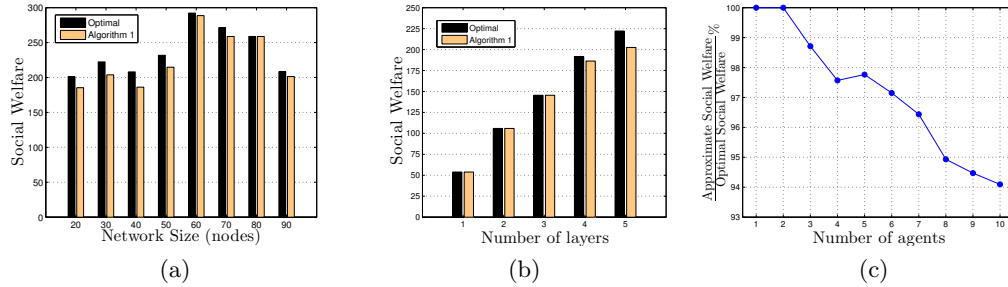 300
250
200
150
100
50
0
Social Welfare
Optimal
Algorithm 1
20 30 40 50 60 70 80 90
Network Size (nodes)
(a)
250
225
200
175
150
125
100
75
50
25
0
Social Welfare
Optimal
Algorithm 1
1 2 3 4 5
Number of layers
(b)
100
99
98
97
96
95
94
93
Approximate Social Welfare
Optimal Social Welfare
%
1 2 3 4 5 6 7 8 9 10
Number of agents
(c)